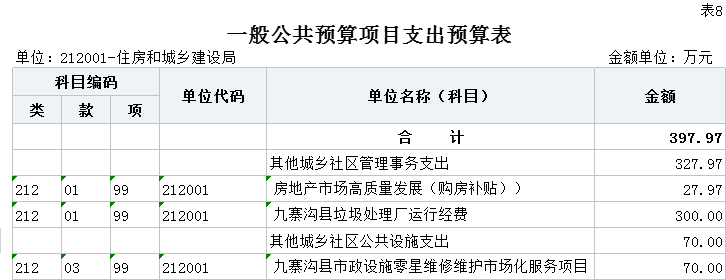 表8
一般公共预算项目支出预算表
单位：212001-住房和城乡建设局 金额单位：万元
科目编码 单位代码 单位名称（科目） 金额
类 款 项
合 计 397.97
其他城乡社区管理事务支出 327.97
212 01 99 212001 房地产市场高质量发展（购房补贴）） 27.97
212 01 99 212001 九寨沟县垃圾处理厂运行经费 300.00
其他城乡社区公共设施支出 70.00
212 03 99 212001 九寨沟县市政设施零星维修维护市场化服务项目 70.00